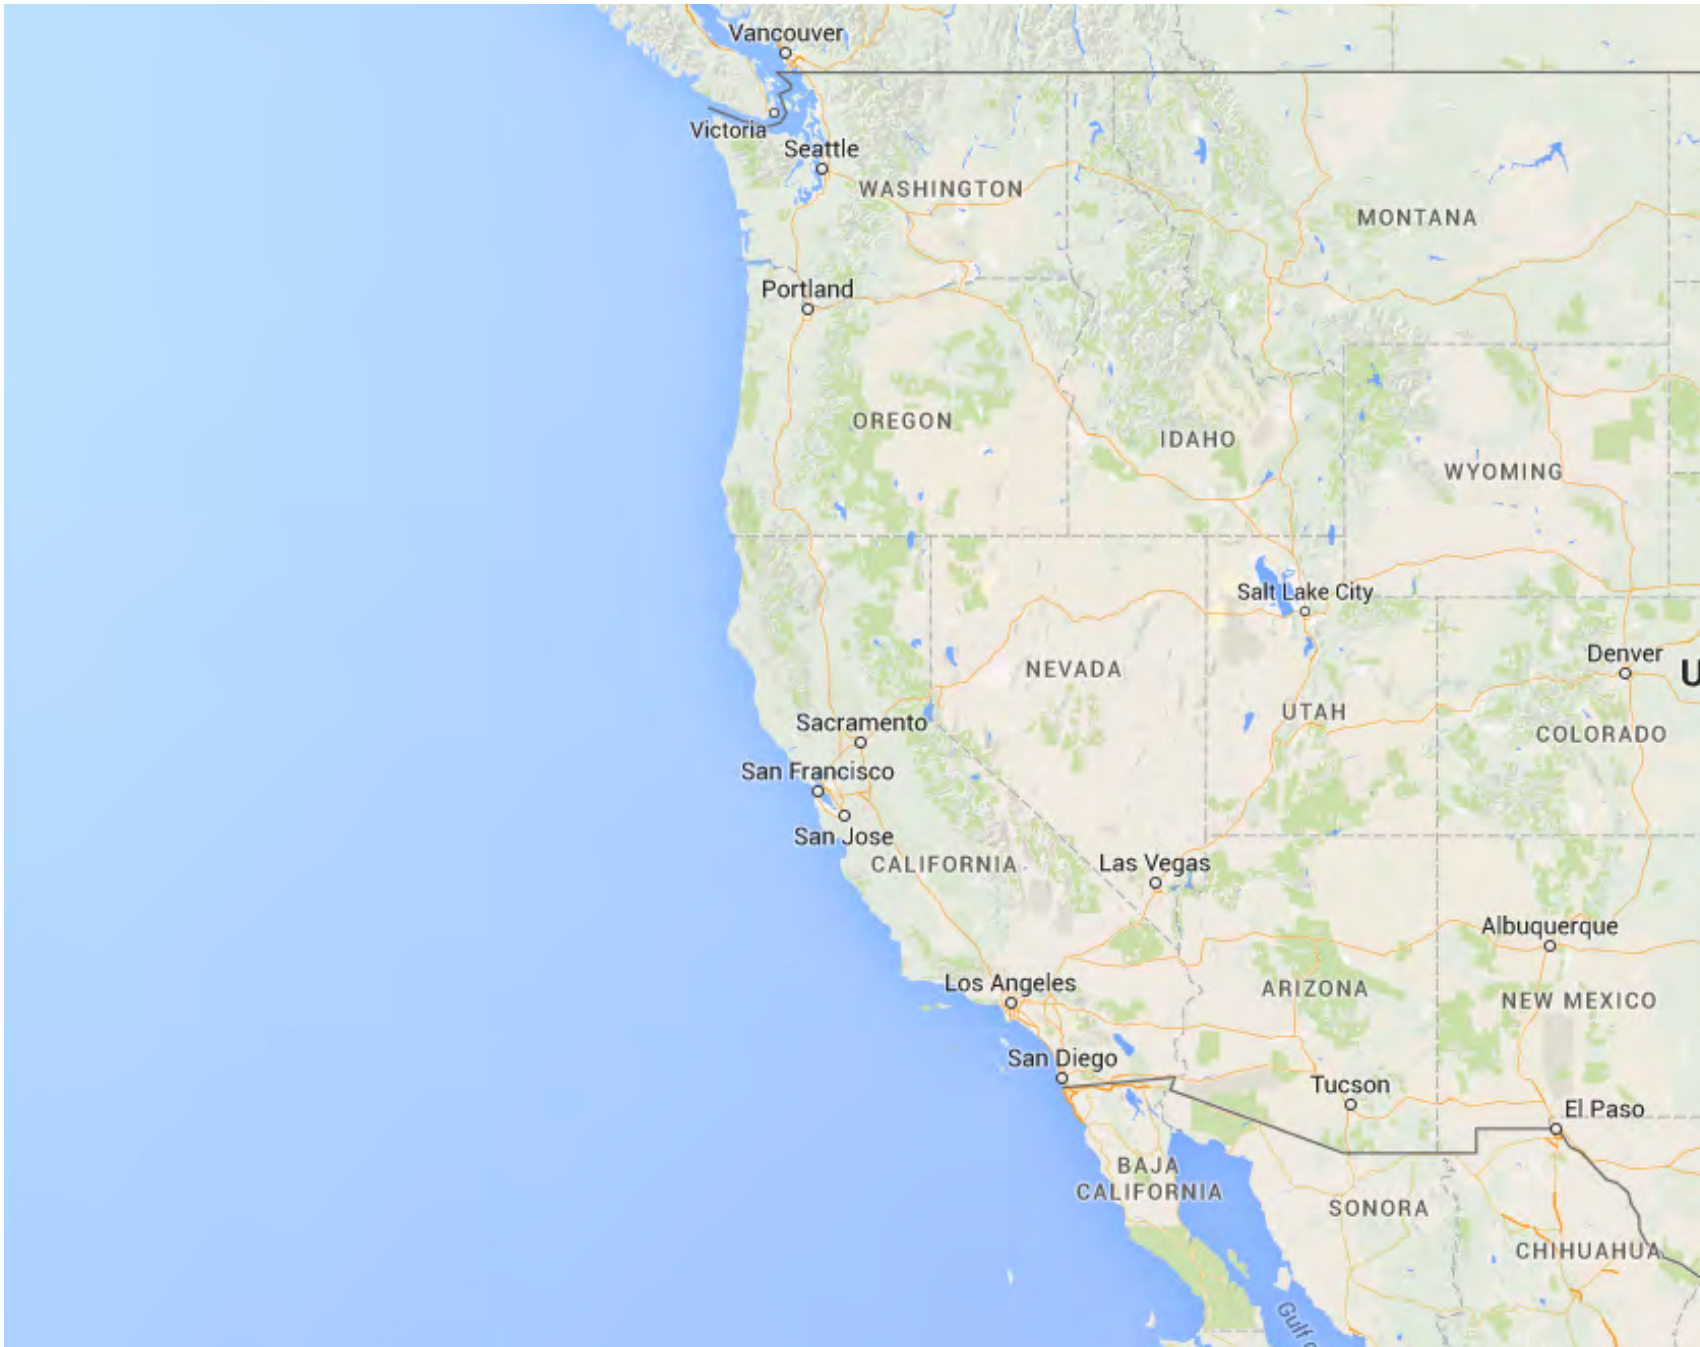 Vancouver
Victoria
Seattle
WASHINGTON
MONTANA
Portland
OREGON
IDAHO
WYOMING
Salt Lake City
NEVADA
Denver
U
UTAH
Sacramento
COLORADO
San Francisco
San Jose
CALIFORNIA
Las Vegas
Albuquerque
Los Angeles
ARIZONA
NEW MEXICO
San Diego
Tucson
El Paso
BAJA
CALIFORNIA
SONORA
CHIHUAHUA
Gulf